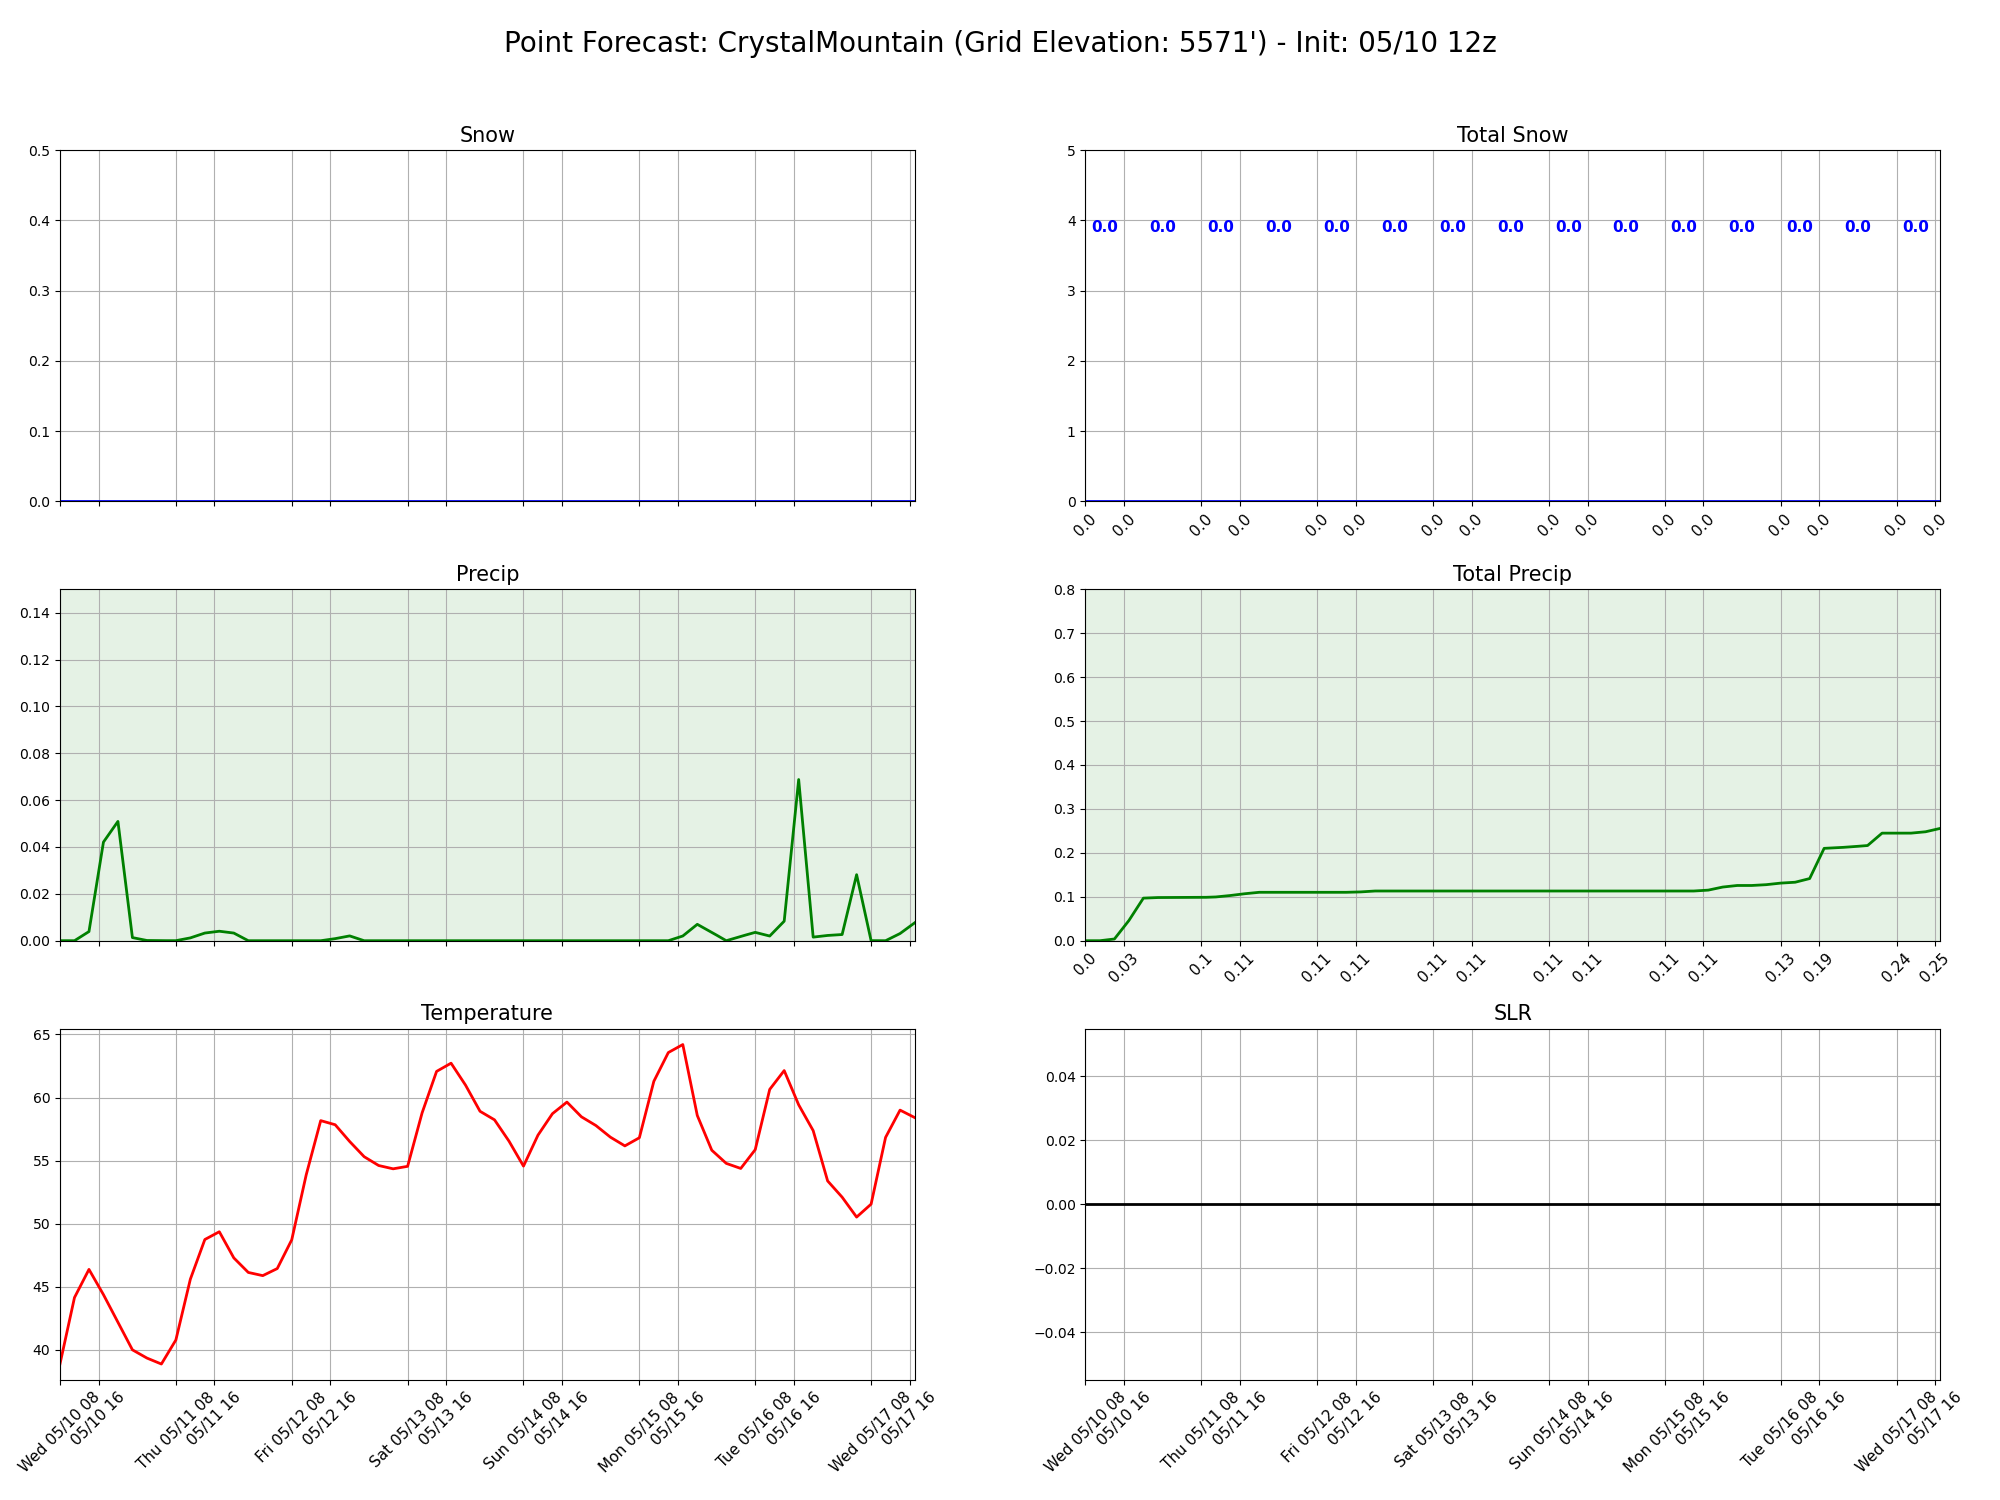 Point Forecast: CrystalMountain (Grid Elevation: 5571') - Init: 05/10 12z
Snow
0.5
0.4
0.3
0.2
0.1
0.0
Total Snow
5
4
3
2
1
0
0.0 0.0 0.0 0.0 0.0 0.0 0.0 0.0 0.0 0.0 0.0 0.0 0.0 0.0 0.0
0.0 0.0 0.0 0.0 0.0 0.0 0.0 0.0 0.0 0.0 0.0 0.0 0.0 0.0 0.0 0.0
Precip
0.14
0.12
0.10
0.08
0.06
0.04
0.02
0.00
Total Precip
0.8
0.7
0.6
0.5
0.4
0.3
0.2
0.1
0.0
0.0 0.03 0.1 0.11 0.11 0.11 0.11 0.11 0.11 0.11 0.11 0.11 0.13 0.19 0.24 0.25
Temperature
65
60
55
50
45
40
Wed 05/10 08
05/10 16
Thu 05/11 08
05/11 16
Fri 05/12 08
05/12 16
Sat 05/13 08
05/13 16
Sun 05/14 08
05/14 16
Mon 05/15 08
05/15 16
Tue 05/16 08
05/16 16
Wed 05/17 08
05/17 16
SLR
0.04
0.02
0.00
−0.02
−0.04
Wed 05/10 08
05/10 16
Thu 05/11 08
05/11 16
Fri 05/12 08
05/12 16
Sat 05/13 08
05/13 16
Sun 05/14 08
05/14 16
Mon 05/15 08
05/15 16
Tue 05/16 08
05/16 16
Wed 05/17 08
05/17 16